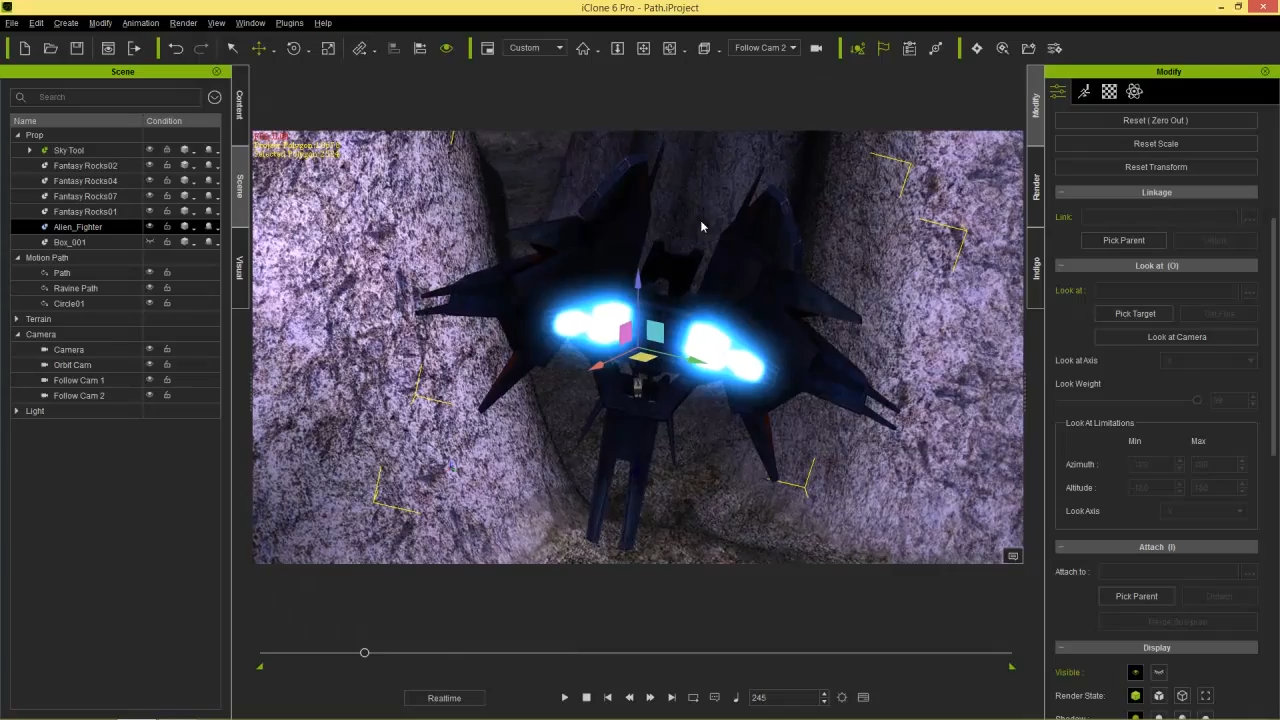 iClone 6 Pro - Path.iProject
File Edit Create Modify Animation Render View Window Plugins Help
Custom Follow Cam 2
Scene
Search
Name Condition
Prop
Sky Tool
Fantasy Rocks02
Fantasy Rocks04
Fantasy Rocks07
Fantasy Rocks01
Alien_Fighter
Box_001
Motion Path
Path
Ravine Path
Circle01
Terrain
Camera
Camera
Orbit Cam
Follow Cam 1
Follow Cam 2
Light
Content
Scene
Visual
Modify
Render
Indigo
Modify
Reset ( Zero Out )
Reset Scale
Reset Transform
Linkage
Link:
Pick Parent
Look at (O)
Look at :
Pick Target
Look at Camera
Look at Axis
Look Weight
Look At Limitations
Min Max
Azimuth :
Altitude :
Look Axis
Attach (I)
Attach to :
Pick Parent
Display
Visible :
Render State:
Realtime
245